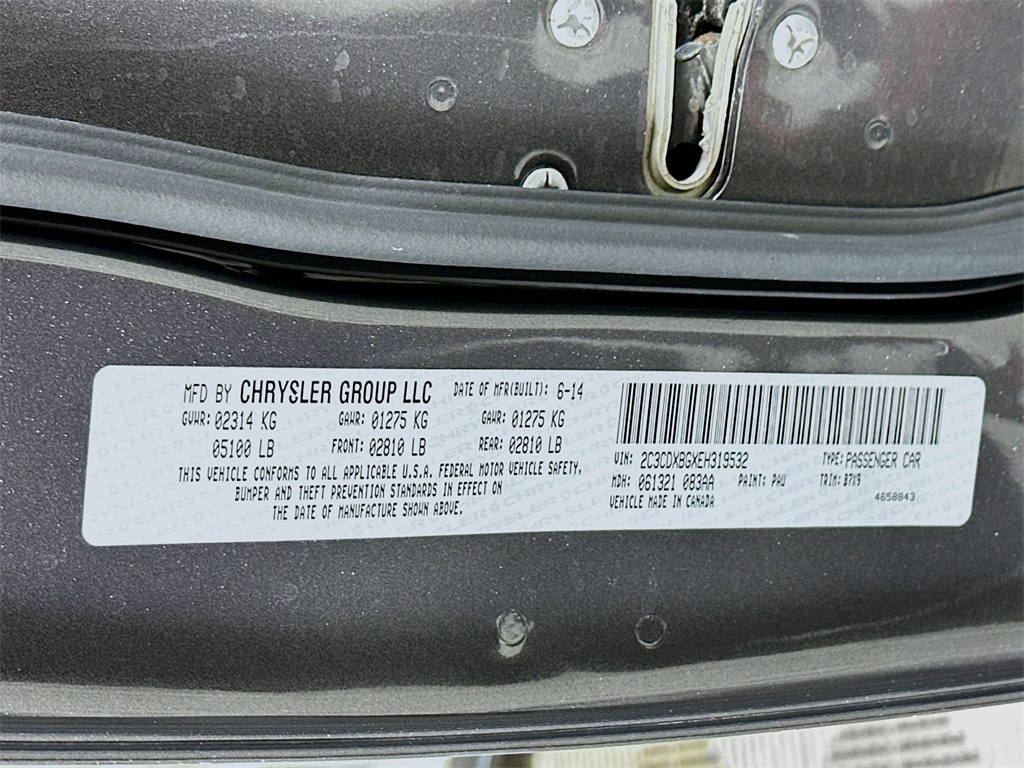 MFD BY CHRYSLER GROUP LLC DATE OF MFR(BUILT): 6-14
GVWR: 02314 KG GAWR: 01275 KG GAWR: 01275 KG
05100 LB FRONT: 02810 LB REAR: 02810 LB
THIS VEHICLE CONFORMS TO ALL APPLICABLE U.S.A. FEDERAL MOTOR VEHICLE SAFETY,
BUMPER AND THEFT PREVENTION STANDARDS IN EFFECT ON
THE DATE OF MANUFACTURE SHOWN ABOVE.
VIN: 2C3CDXBGXEH319532 TYPE: PASSENGER CAR
MDH: 061321 083AA PAINT: PAU TRIM: B7X9
VEHICLE MADE IN CANADA 4658843